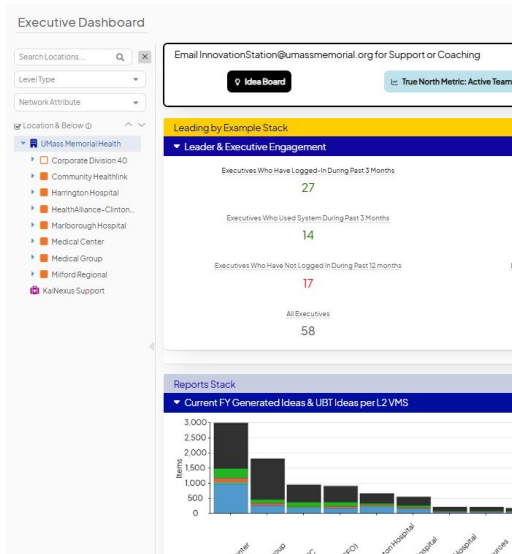 Executive Dashboard
Search Locations...
Level Type
Network Attribute
Location & Below
UMass Memorial Health
Corporate Division 40
Community Healthlink
Harrington Hospital
HealthAlliance-Clinton...
Marlborough Hospital
Medical Center
Medical Group
Milford Regional
KaiNexus Support
Email InnovationStation@umassmemorial.org for Support or Coaching
Idea Board
True North Metric: Active Team
Leading by Example Stack
Leader & Executive Engagement
Executives Who Have Logged-In During Past 3 Months
27
Executives Who Used System During Past 3 Months
14
Executives Who Have Not Logged In During Past 12 months
17
All Executives
58
Reports Stack
Current FY Generated Ideas & UBT Ideas per L2 VMS
Items
3,000
2,500
2,000
1,500
1,000
500
0